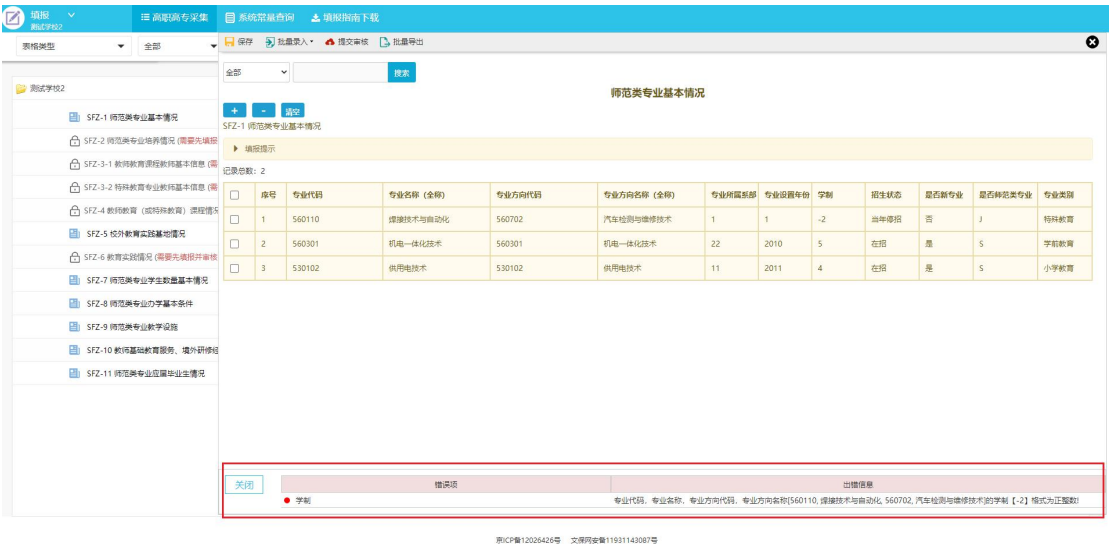 填报
测试学校2
高职高专采集 系统常量查询 填报指南下载
表格类型 全部
保存 批量录入 提交审核 批量导出
全部 搜索
师范类专业基本情况
测试学校2
+ - 清空
SFZ-1 师范类专业基本情况
填报提示
记录总数: 2
SFZ-1 师范类专业基本情况
SFZ-2 师范类专业培养情况 (需要先填报
SFZ-3-1 教师教育课程教师基本信息 (需
SFZ-3-2 特殊教育专业教师基本信息 (需
SFZ-4 教师教育 (或特殊教育) 课程情况
SFZ-5 校外教育实践基地情况
SFZ-6 教育实践情况 (需要先填报并审核
SFZ-7 师范类专业学生数量基本情况
SFZ-8 师范类专业办学基本条件
SFZ-9 师范类专业教学设施
SFZ-10 教师基础教育服务、境外研修经
SFZ-11 师范类专业应届毕业生情况
序号 专业代码 专业名称 (全称) 专业方向代码 专业方向名称 (全称) 专业所属系部 专业设置年份 学制 招生状态 是否新专业 是否师范类专业 专业类别
1 560110 焊接技术与自动化 560702 汽车检测与维修技术 1 1 -2 当年停招 否 J 特殊教育
2 560301 机电一体化技术 560301 机电一体化技术 22 2010 5 在招 是 S 学前教育
3 530102 供用电技术 530102 供用电技术 11 2011 4 在招 是 S 小学教育
关闭 错误项 出错信息
学制 专业代码, 专业名称, 专业方向代码, 专业方向名称[560110, 焊接技术与自动化, 560702, 汽车检测与维修技术]的学制【-2】格式为正整数!
京ICP备12026426号 文保网安备11931143087号